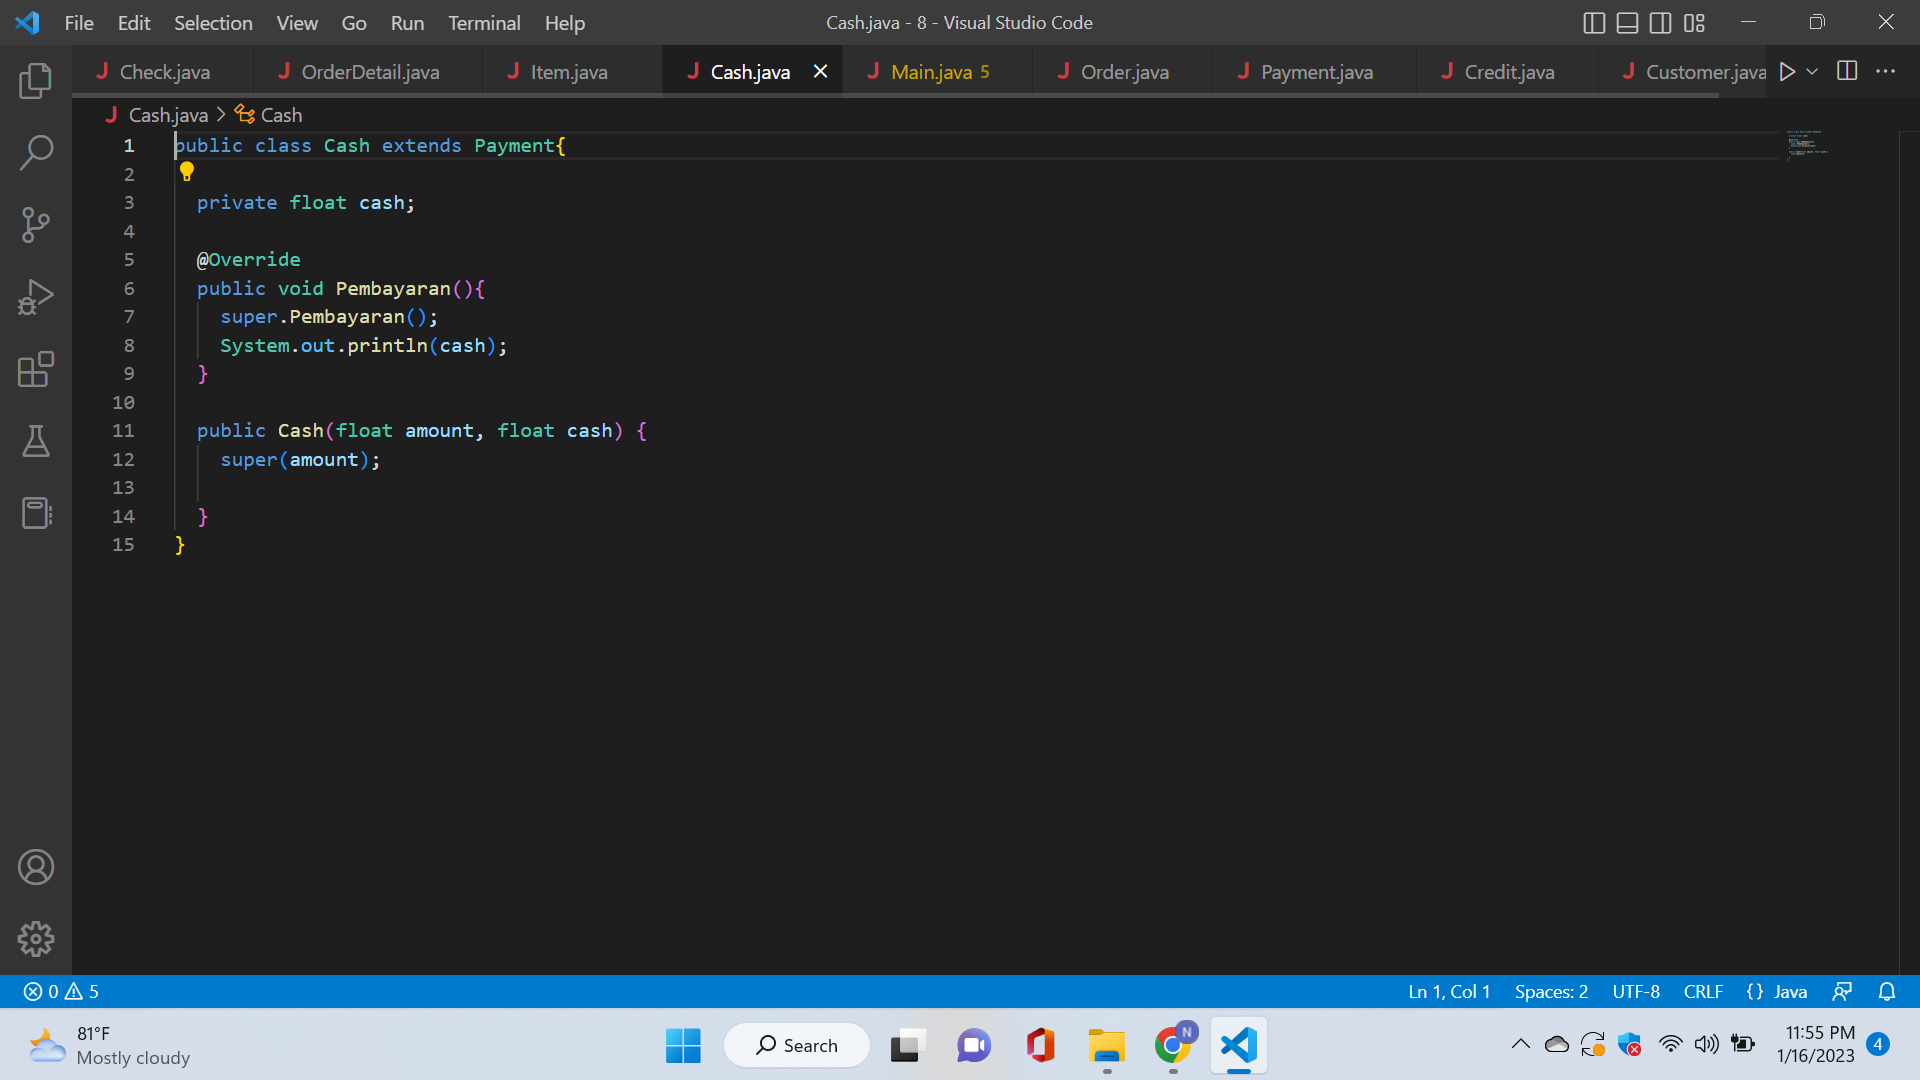 File Edit Selection View Go Run Terminal Help Cash.java - 8 - Visual Studio Code
Check.java OrderDetail.java Item.java Cash.java Main.java 5 Order.java Payment.java Credit.java Customer.java
Cash.java > Cash
1 public class Cash extends Payment{
2
3 private float cash;
4
5 @Override
6 public void Pembayaran(){
7 super.Pembayaran();
8 System.out.println(cash);
9 }
10
11 public Cash(float amount, float cash) {
12 super(amount);
13
14 }
15 }
0 5 Ln 1, Col 1 Spaces: 2 UTF-8 CRLF {} Java
81°F
Mostly cloudy
Search
N
11:55 PM
1/16/2023
4